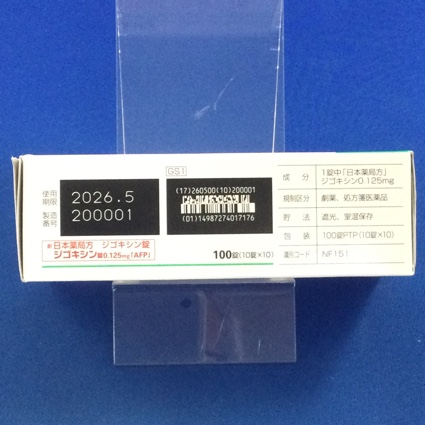 使用
期限
2026.5
製造
番号
200001
劇 日本薬局方 ジゴキシン錠
ジゴキシン錠0.125mg「AFP」
GS1
(17)260500(10)200001
(01)14987274017176
100錠(10錠×10)
成分 1錠中「日本薬局方」
ジゴキシン0.125mg
規制区分 劇薬、処方箋医薬品
貯法 遮光、室温保存
包装 100錠PTP(10錠×10)
識別コード NF151